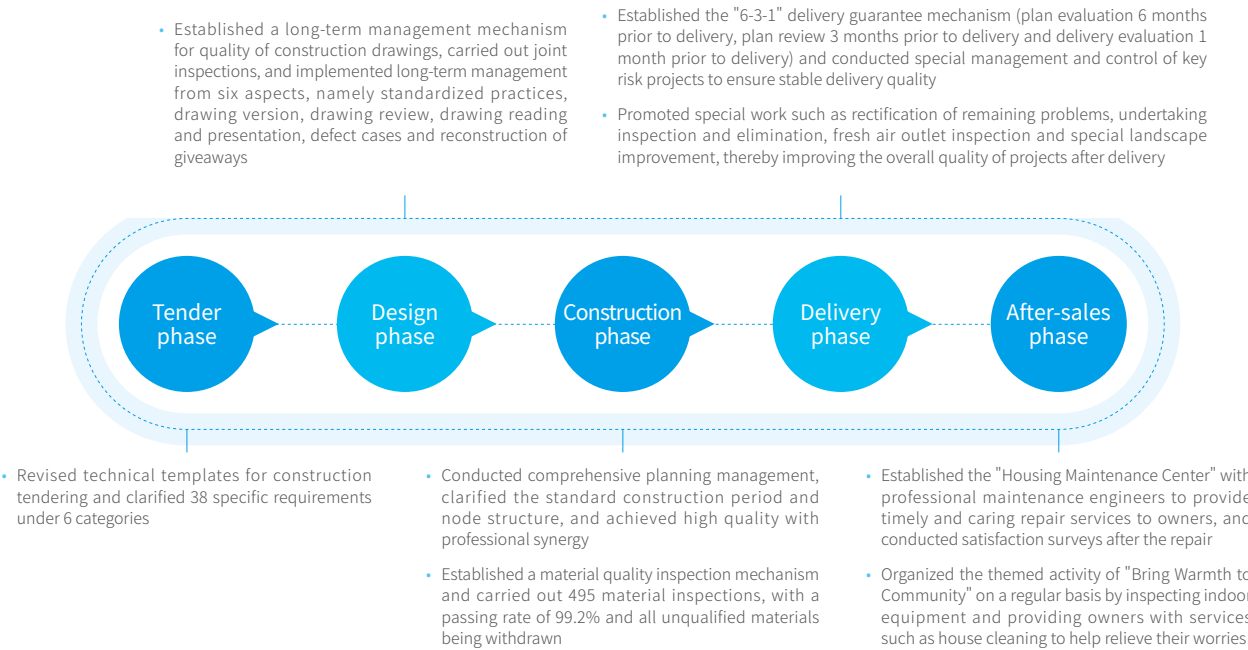 • Established a long-term management mechanism
for quality of construction drawings, carried out joint
inspections, and implemented long-term management
from six aspects, namely standardized practices,
drawing version, drawing review, drawing reading
and presentation, defect cases and reconstruction of
giveaways
• Established the "6-3-1" delivery guarantee mechanism (plan evaluation 6 months
prior to delivery, plan review 3 months prior to delivery and delivery evaluation 1
month prior to delivery) and conducted special management and control of key
risk projects to ensure stable delivery quality
• Promoted special work such as rectification of remaining problems, undertaking
inspection and elimination, fresh air outlet inspection and special landscape
improvement, thereby improving the overall quality of projects after delivery
Tender
phase
Design
phase
Construction
phase
Delivery
phase
After-sales
phase
• Revised technical templates for construction
tendering and clarified 38 specific requirements
under 6 categories
• Conducted comprehensive planning management,
clarified the standard construction period and
node structure, and achieved high quality with
professional synergy
• Established a material quality inspection mechanism
and carried out 495 material inspections, with a
passing rate of 99.2% and all unqualified materials
being withdrawn
• Established the "Housing Maintenance Center" with
professional maintenance engineers to provide
timely and caring repair services to owners, and
conducted satisfaction surveys after the repair
• Organized the themed activity of "Bring Warmth to
Community" on a regular basis by inspecting indoor
equipment and providing owners with services
such as house cleaning to help relieve their worries